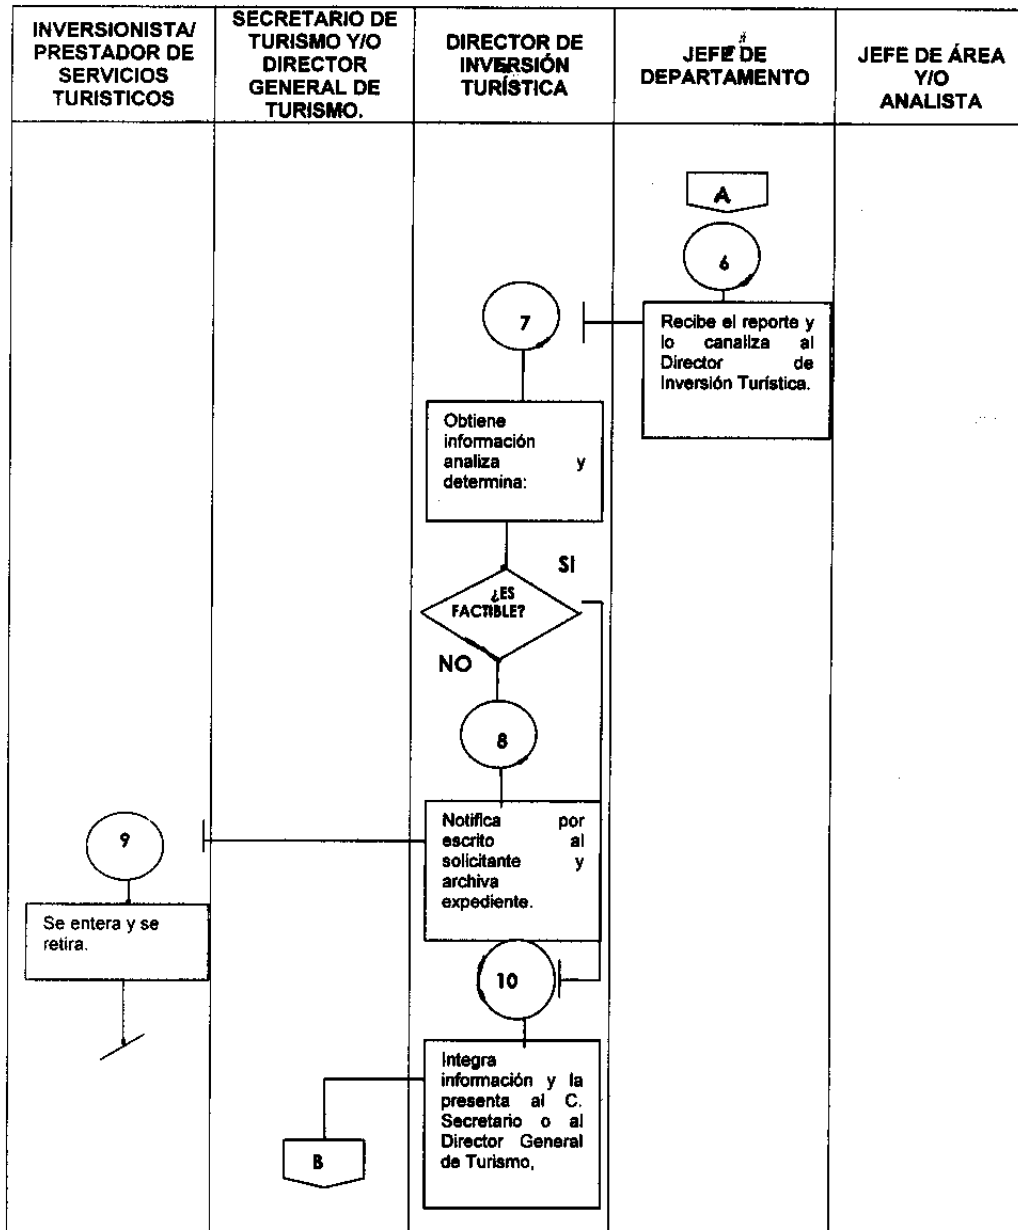 INVERSIONISTA/
PRESTADOR DE
SERVICIOS
TURISTICOS
SECRETARIO DE
TURISMO Y/O
DIRECTOR
GENERAL DE
TURISMO.
DIRECTOR DE
INVERSIÓN
TURÍSTICA
JEFE DE
DEPARTAMENTO
JEFE DE ÁREA
Y/O
ANALISTA
A
6
Recibe el reporte y
lo canaliza al
Director de
Inversión Turística.
7
Obtiene
información
analiza y
determina:
¿ES
FACTIBLE?
SI
NO
8
Notifica por
escrito al
solicitante y
archiva
expediente.
9
Se entera y se
retira.
10
Integra
información y la
presenta al C.
Secretario o al
Director General
de Turismo,
B